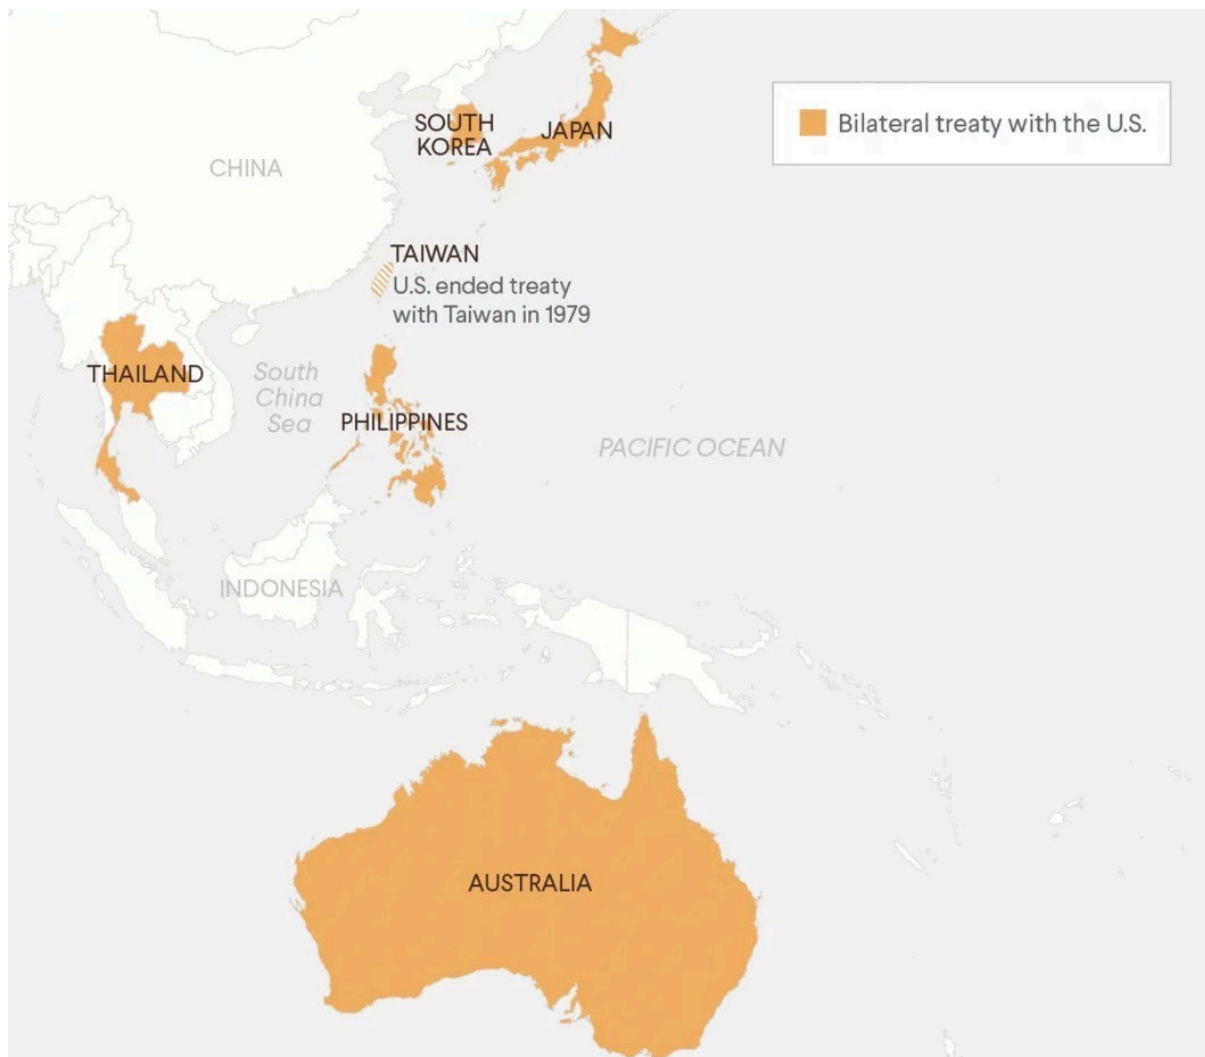 Bilateral treaty with the U.S.
SOUTH
KOREA
JAPAN
CHINA
TAIWAN
U.S. ended treaty
with Taiwan in 1979
THAILAND
South
China
Sea
PHILIPPINES
PACIFIC OCEAN
INDONESIA
AUSTRALIA